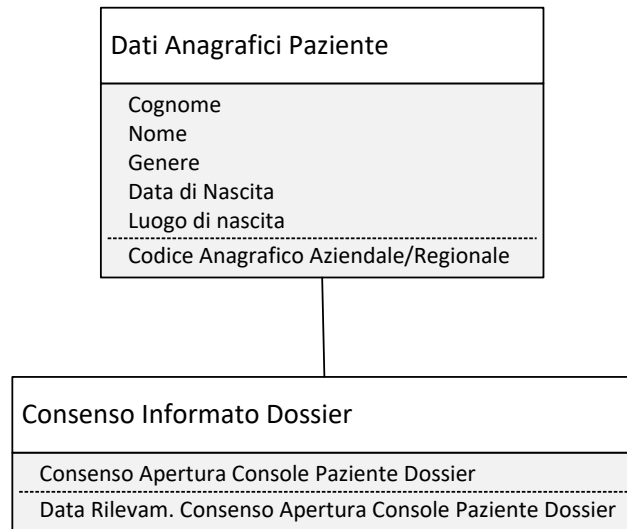 Dati Anagrafici Paziente
Cognome
Nome
Genere
Data di Nascita
Luogo di nascita
Codice Anagrafico Aziendale/Regionale
Consenso Informato Dossier
Consenso Apertura Console Paziente Dossier
Data Rilevam. Consenso Apertura Console Paziente Dossier